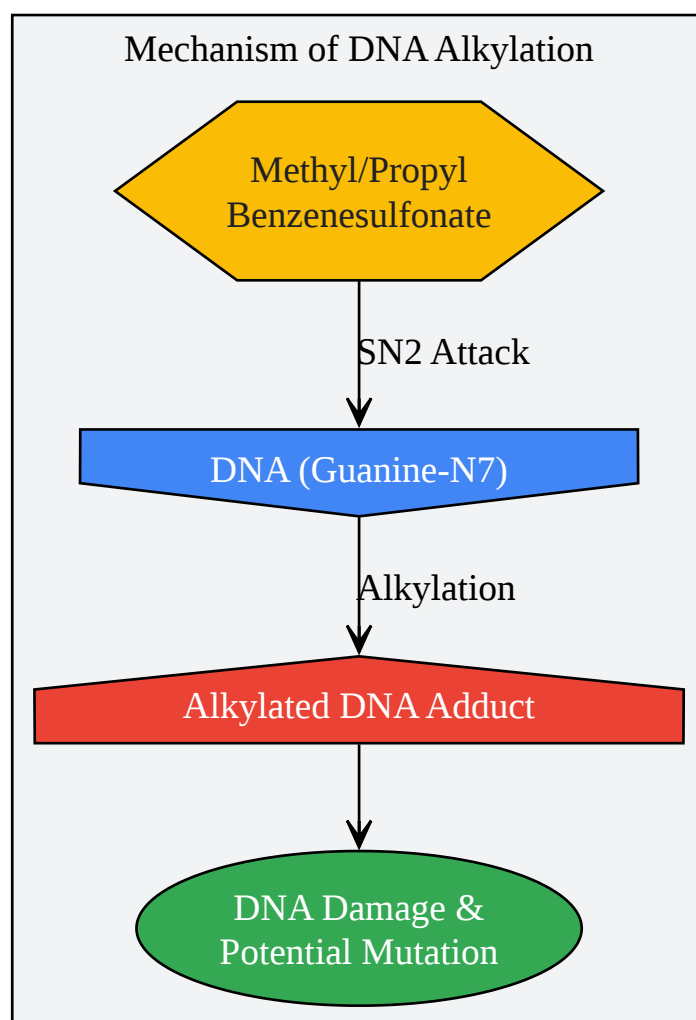 Mechanism of DNA Alkylation
Methyl/Propyl
Benzenesulfonate
SN2 Attack
DNA (Guanine-N7)
Alkylation
Alkylated DNA Adduct
DNA Damage &
Potential Mutation